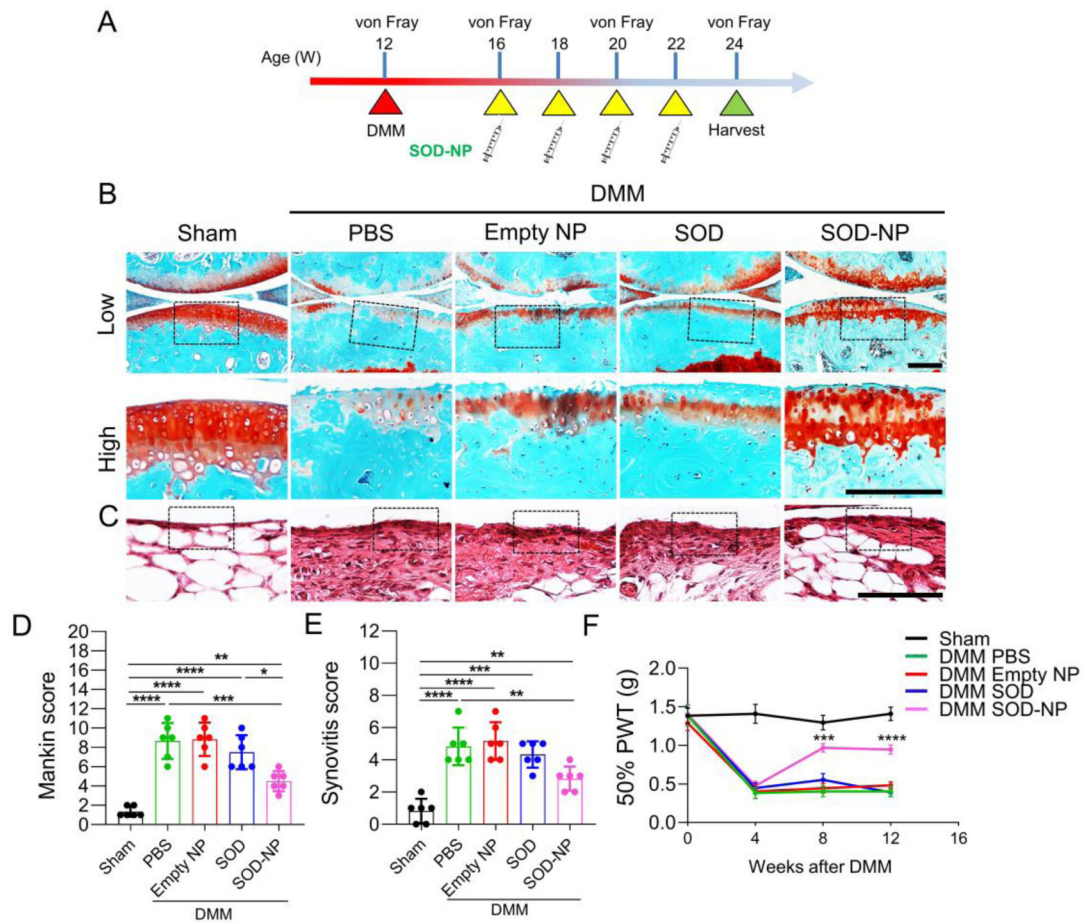 A
von Fray von Fray von Fray von Fray
Age (W) 12 16 18 20 22 24
DMM SOD-NP Harvest
B
DMM
Sham PBS Empty NP SOD SOD-NP
Low
High
C
D
Mankin score
20
18
16
14
12
10
8
6
4
2
0
**
**** *
****
**** ***
Sham PBS Empty NP SOD SOD-NP
DMM
E
Synovitis score
12
10
8
6
4
2
0
**
***
****
**** **
Sham PBS Empty NP SOD SOD-NP
DMM
F
Sham
DMM PBS
DMM Empty NP
DMM SOD
DMM SOD-NP
50% PWT (g)
2.0
1.5
1.0
0.5
0.0
*** ****
0 4 8 12 16
Weeks after DMM